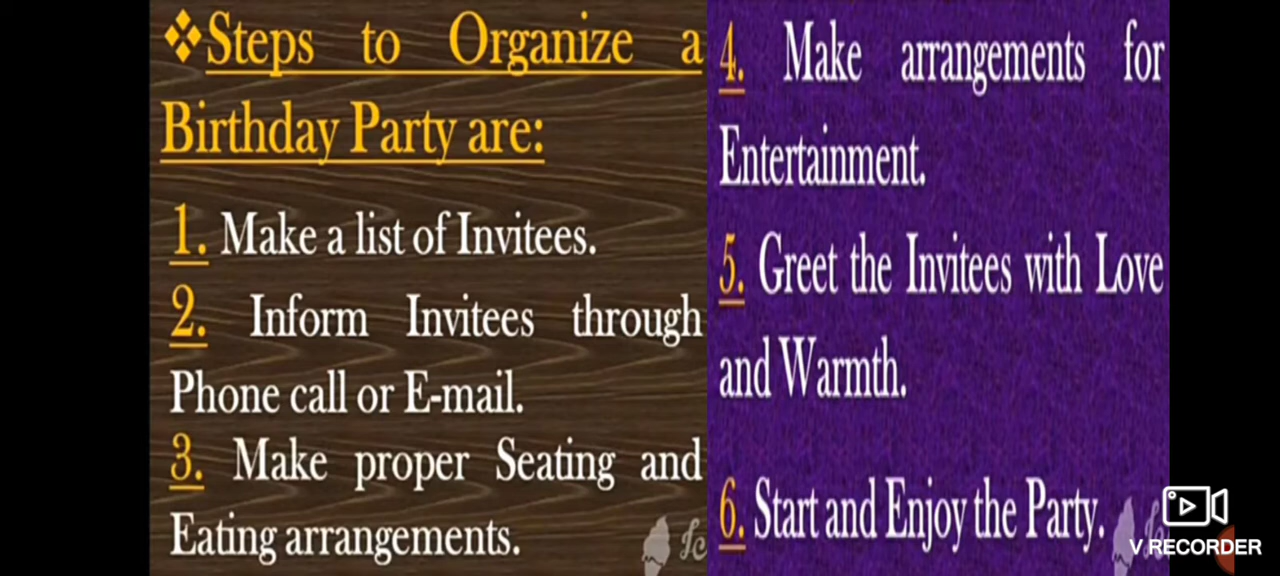 ❖Steps to Organize a
Birthday Party are:
1. Make a list of Invitees.
2. Inform Invitees through
Phone call or E-mail.
3. Make proper Seating and
Eating arrangements.
4. Make arrangements for
Entertainment.
5. Greet the Invitees with Love
and Warmth.
6. Start and Enjoy the Party.
V RECORDER